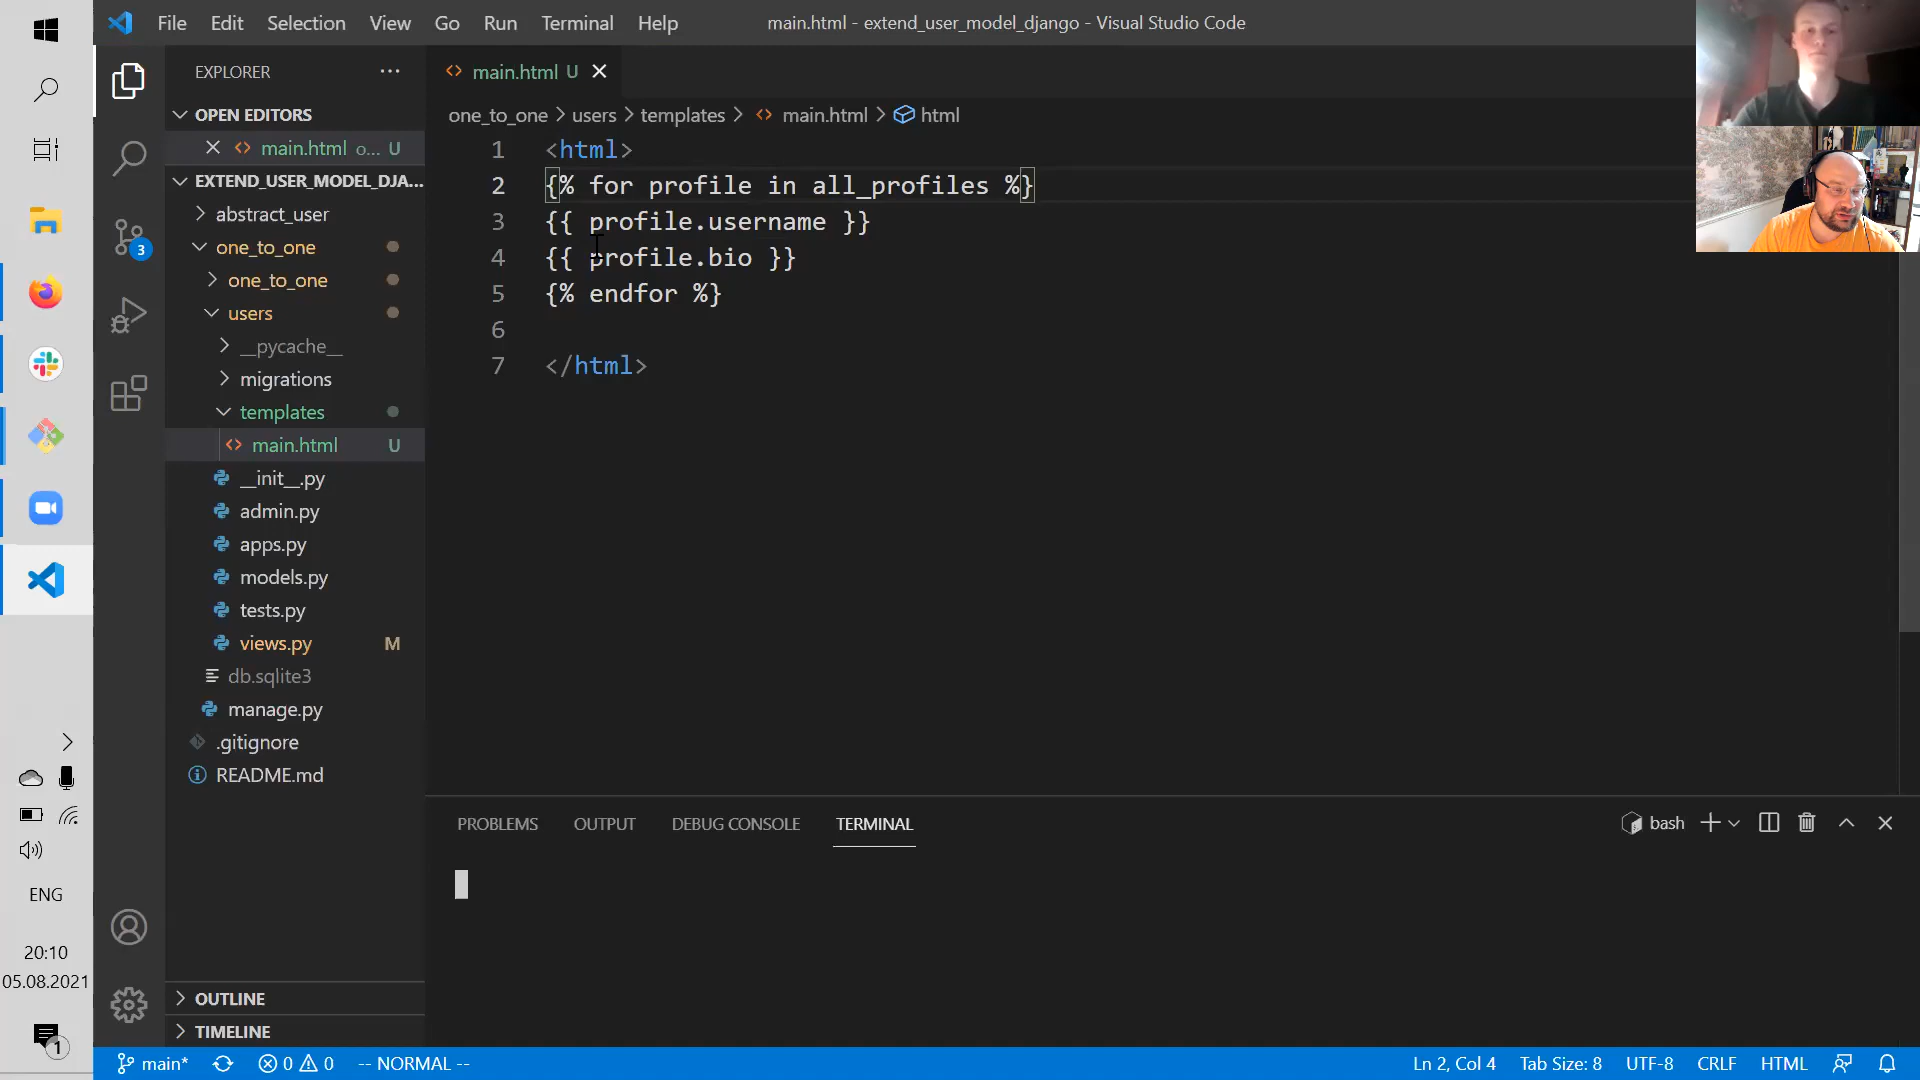 File Edit Selection View Go Run Terminal Help
main.html - extend_user_model_django - Visual Studio Code
EXPLORER
main.html U
OPEN EDITORS
main.html o... U
EXTEND_USER_MODEL_DJA...
abstract_user
one_to_one
one_to_one
users
__pycache__
migrations
templates
main.html U
__init__.py
admin.py
apps.py
models.py
tests.py
views.py M
db.sqlite3
manage.py
.gitignore
README.md
OUTLINE
TIMELINE
3
one_to_one > users > templates > main.html > html
1 <html>
2 {% for profile in all_profiles %}
3 {{ profile.username }}
4 {{ profile.bio }}
5 {% endfor %}
6
7 </html>
PROBLEMS OUTPUT DEBUG CONSOLE TERMINAL
bash
ENG
20:10
05.08.2021
1
main* 0 0 -- NORMAL --
Ln 2, Col 4 Tab Size: 8 UTF-8 CRLF HTML